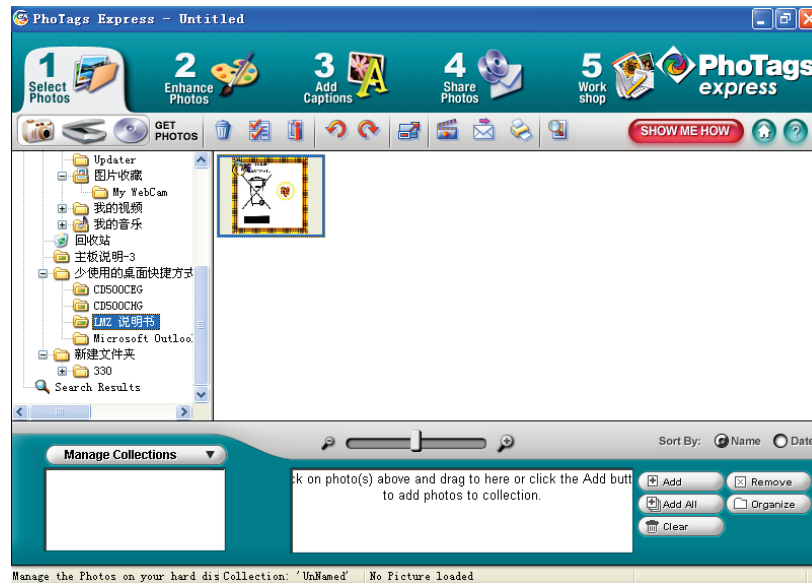 PhoTags Express - Untitled
1 Select Photos
2 Enhance Photos
3 Add Captions
4 Share Photos
5 Work shop
PhoTags express
GET PHOTOS
SHOW ME HOW
Updater
图片收藏
My WebCam
我的视频
我的音乐
回收站
主板说明-3
少使用的桌面快捷方式
CD500CEG
CD500CHG
LMZ 说明书
Microsoft Outloo
新建文件夹
330
Search Results
Sort By: Name Date
Manage Collections
ck on photo(s) above and drag to here or click the Add butt
to add photos to collection.
Add
Remove
Add All
Organize
Clear
Manage the Photos on your hard dis Collection: 'UnNamed' No Picture loaded